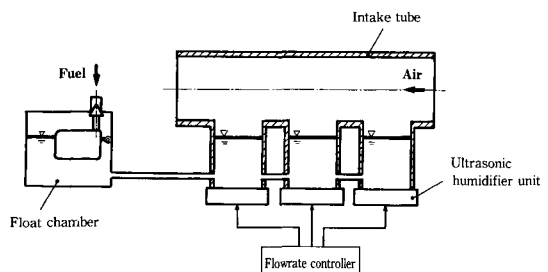 Intake tube
Fuel
Air
Ultrasonic
humidifier unit
Float chamber
Flowrate controller